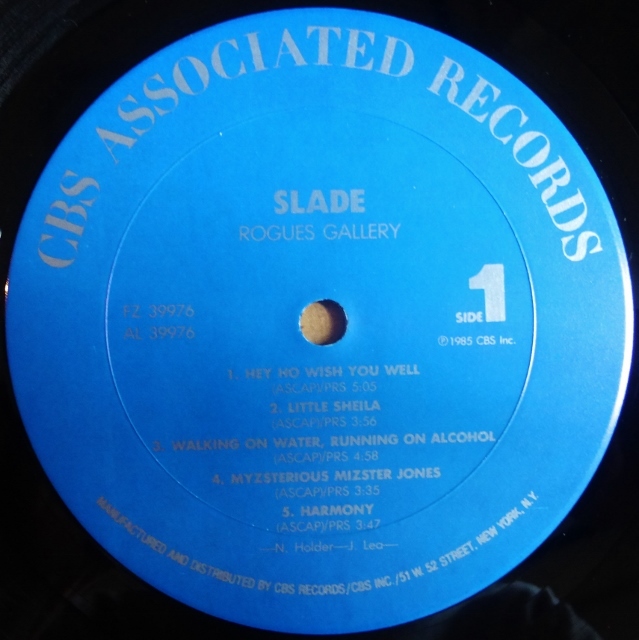 CBS ASSOCIATED RECORDS
SLADE
ROGUES GALLERY
FZ 39976
AL 39976
SIDE 1
℗1985 CBS Inc.
1. HEY HO WISH YOU WELL
(ASCAP)/PRS 5:05
2. LITTLE SHEILA
(ASCAP)/PRS 3:56
3. WALKING ON WATER, RUNNING ON ALCOHOL
(ASCAP)/PRS 4:58
4. MYZSTERIOUS MIZSTER JONES
(ASCAP)/PRS 3:35
5. HARMONY
(ASCAP)/PRS 3:47
—N. Holder—J. Lea—
MANUFACTURED AND DISTRIBUTED BY CBS RECORDS/CBS INC./51 W. 52 STREET, NEW YORK, N.Y.